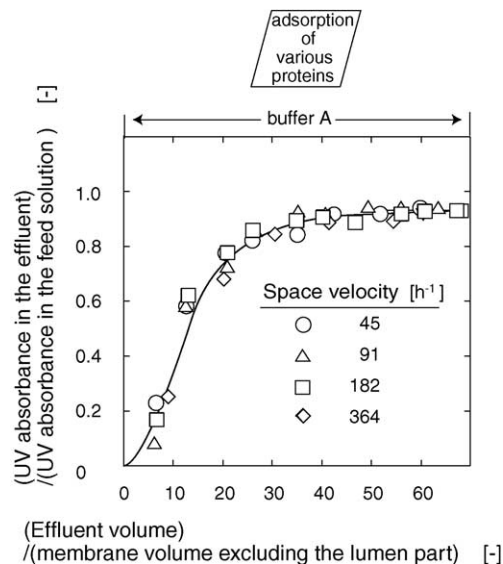 adsorption
of
various
proteins
buffer A
(UV absorbance in the effluent)
/(UV absorbance in the feed solution ) [-]
1.0
0.8
0.6
0.4
0.2
0
Space velocity [h-1]
45
91
182
364
0 10 20 30 40 50 60
(Effluent volume)
/(membrane volume excluding the lumen part) [-]